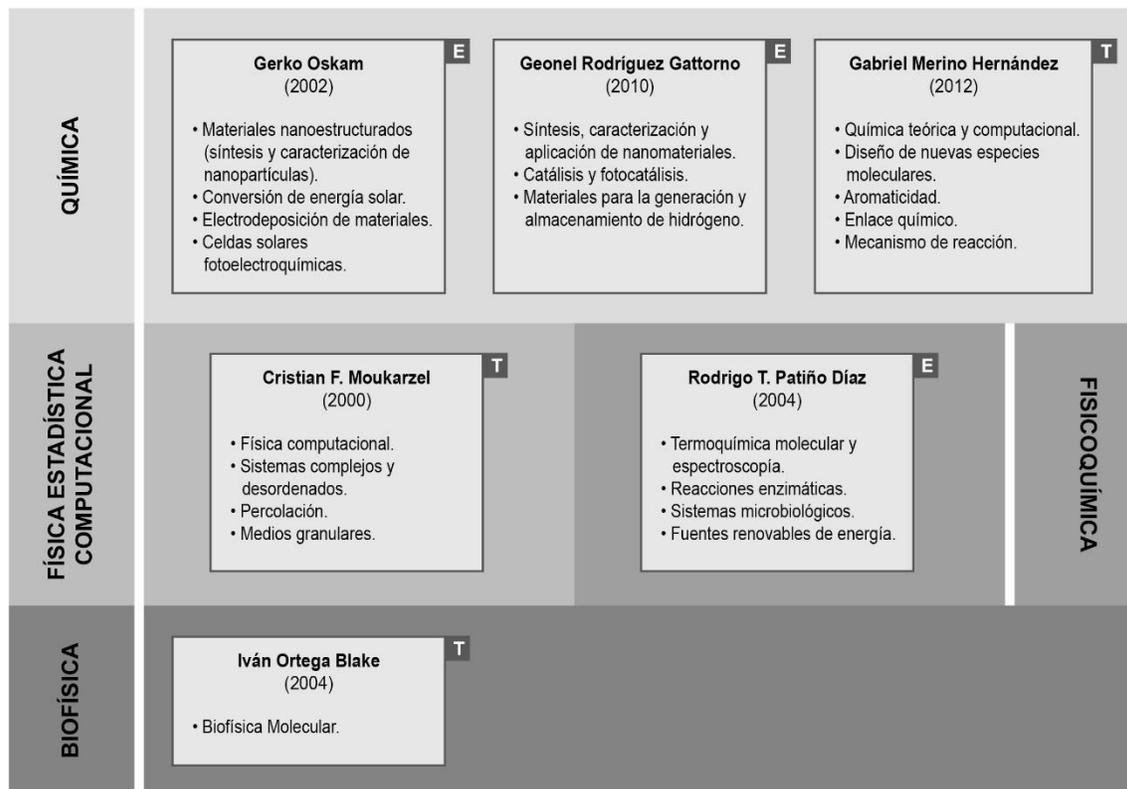 QUÍMICA
E
Gerko Oskam
(2002)
• Materiales nanoestructurados
(síntesis y caracterización de
nanopartículas).
• Conversión de energía solar.
• Electrodeposición de materiales.
• Celdas solares
fotoelectroquímicas.
E
Geonel Rodríguez Gattorno
(2010)
• Síntesis, caracterización y
aplicación de nanomateriales.
• Catálisis y fotocatálisis.
• Materiales para la generación y
almacenamiento de hidrógeno.
T
Gabriel Merino Hernández
(2012)
• Química teórica y computacional.
• Diseño de nuevas especies
moleculares.
• Aromaticidad.
• Enlace químico.
• Mecanismo de reacción.
FÍSICA ESTADÍSTICA
COMPUTACIONAL
T
Cristian F. Moukarzel
(2000)
• Física computacional.
• Sistemas complejos y
desordenados.
• Percolación.
• Medios granulares.
E
Rodrigo T. Patiño Díaz
(2004)
• Termoquímica molecular y
espectroscopía.
• Reacciones enzimáticas.
• Sistemas microbiológicos.
• Fuentes renovables de energía.
FISICOQUÍMICA
BIOFÍSICA
T
Iván Ortega Blake
(2004)
• Biofísica Molecular.